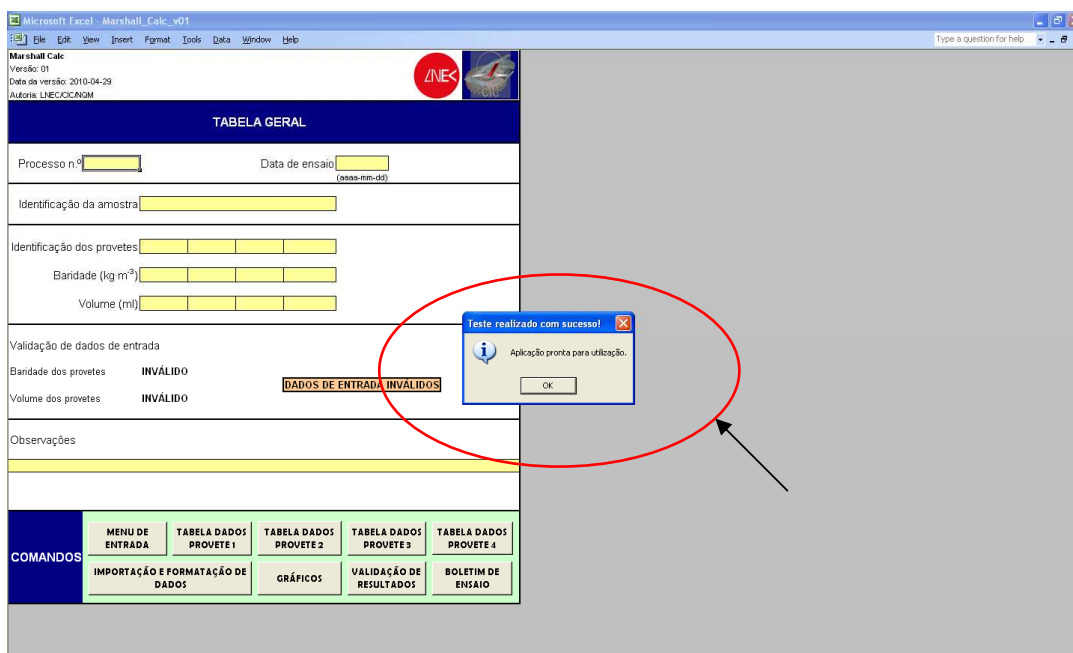 Microsoft Excel - Marshall_Calc_v01
File Edit View Insert Format Tools Data Window Help
Type a question for help
Marshall Calc
Versão: 01
Data da versão: 2010-04-29
Autoria: LNEC/CIC/NQM
LNEC
CIC
TABELA GERAL
Processo n.º
Data de ensaio
(aaaa-mm-dd)
Identificação da amostra
Identificação dos provetes
Baridade (kg·m⁻³)
Volume (ml)
Teste realizado com sucesso!
Aplicação pronta para utilização.
OK
Validação de dados de entrada
Baridade dos provetes INVÁLIDO
DADOS DE ENTRADA INVÁLIDOS
Volume dos provetes INVÁLIDO
Observações
COMANDOS
MENU DE ENTRADA
TABELA DADOS PROVETE 1
TABELA DADOS PROVETE 2
TABELA DADOS PROVETE 3
TABELA DADOS PROVETE 4
IMPORTAÇÃO E FORMATAÇÃO DE DADOS
GRÁFICOS
VALIDAÇÃO DE RESULTADOS
BOLETIM DE ENSAIO